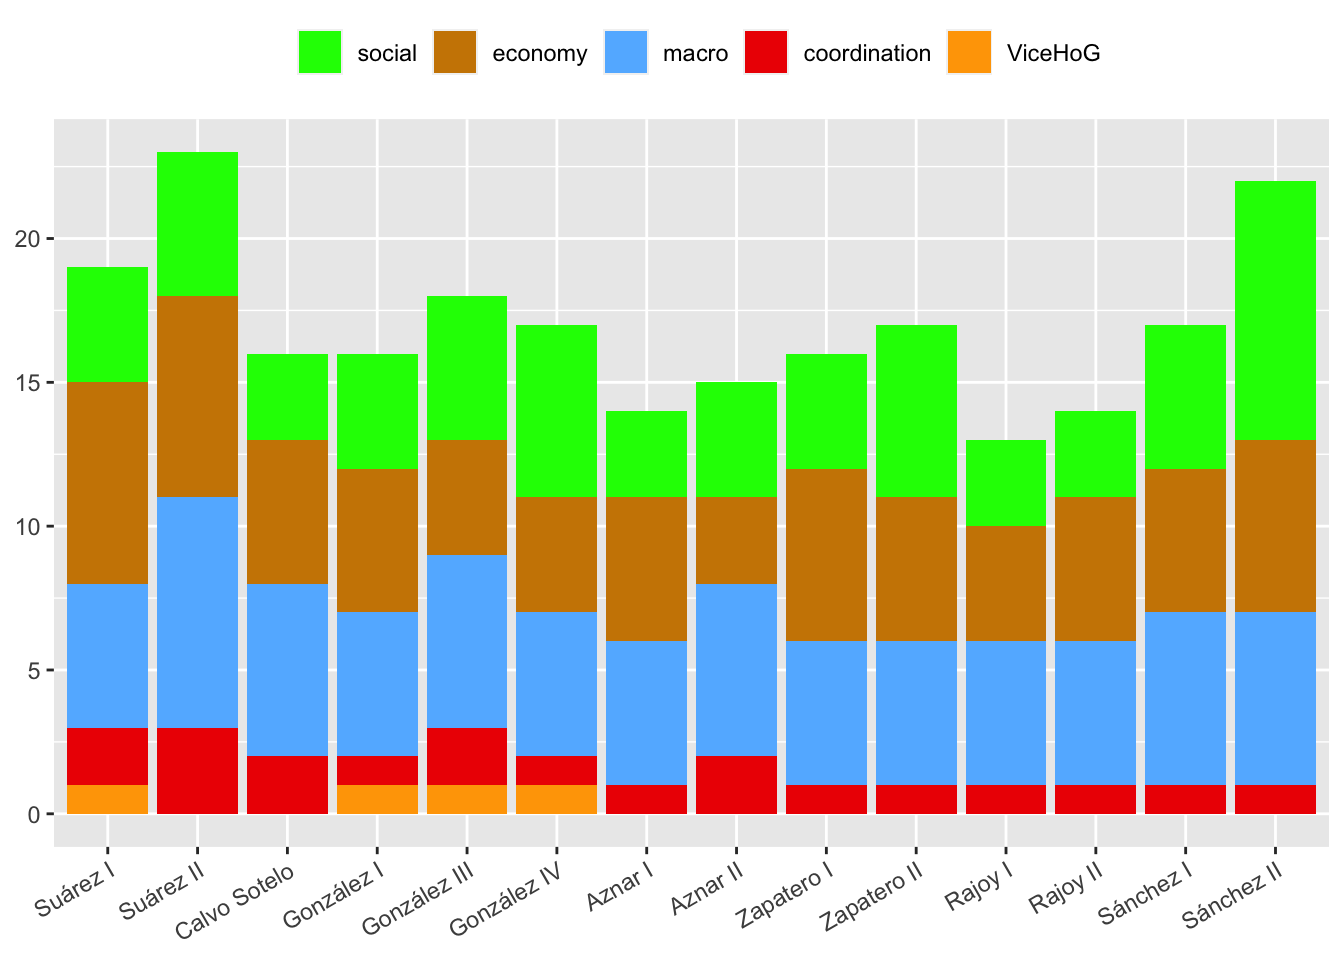 social economy macro coordination ViceHoG
20
15
10
5
0
Suárez I Suárez II Calvo Sotelo González I González III González IV Aznar I Aznar II Zapatero I Zapatero II Rajoy I Rajoy II Sánchez I Sánchez II